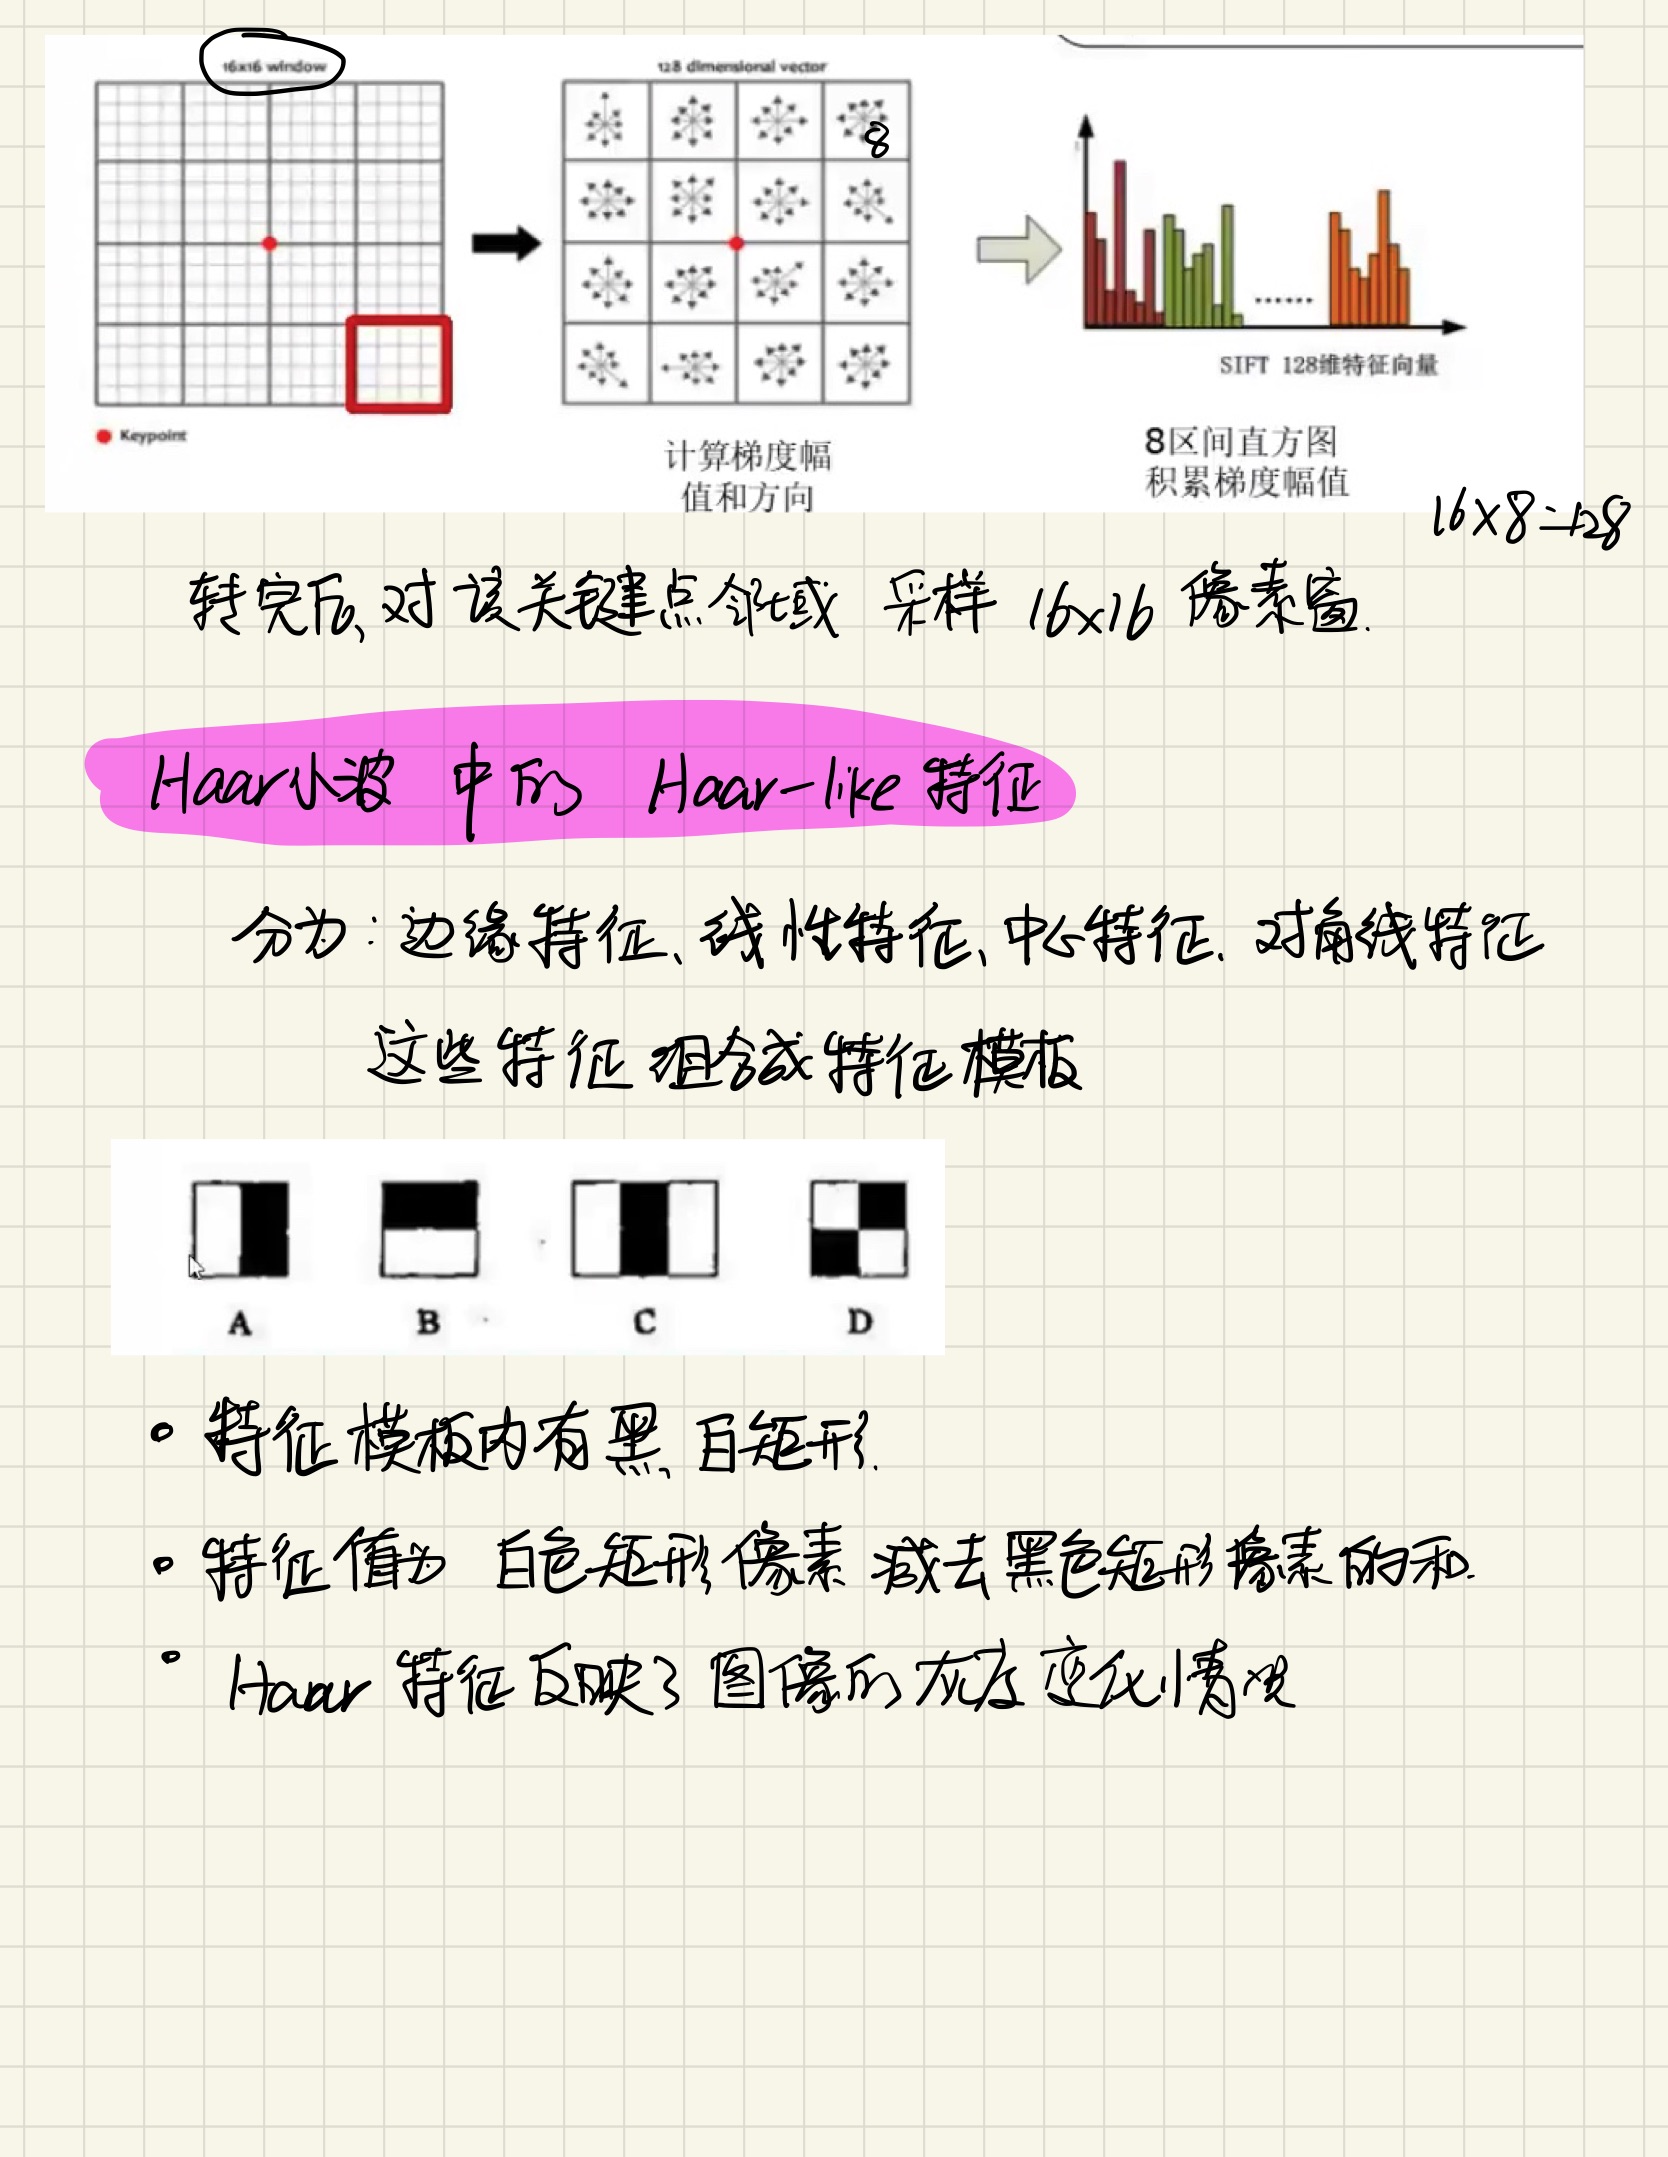 16x16 window
128 dimensional vector
8
Keypoint
计算梯度幅
值和方向
SIFT 128维特征向量
8区间直方图
积累梯度幅值
16×8=128
转完后,对该关键点邻域 采样 16x16 像素窗.
Haar小波 中的 Haar-like 特征
分为:边缘特征、线性特征、中心特征、对角线特征
这些特征组合成特征模板
A B C D
• 特征模板内有黑、白矩形.
• 特征值为 白色矩形像素 减去黑色矩形像素的和.
• Haar 特征反映了图像的灰度变化情况